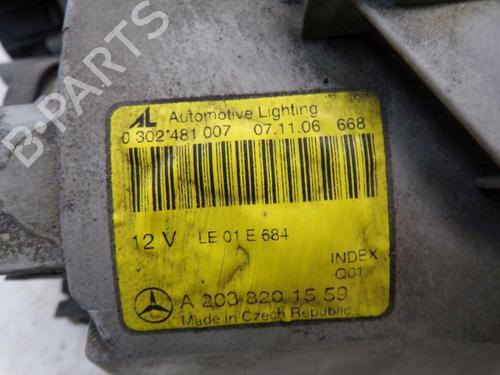 B-PARTS
AL Automotive Lighting
0 302*481 007 07.11.06 668
12 V LE 01 E 684
INDEX
Q01
A 203 820 15 59
Made in Czech Republic